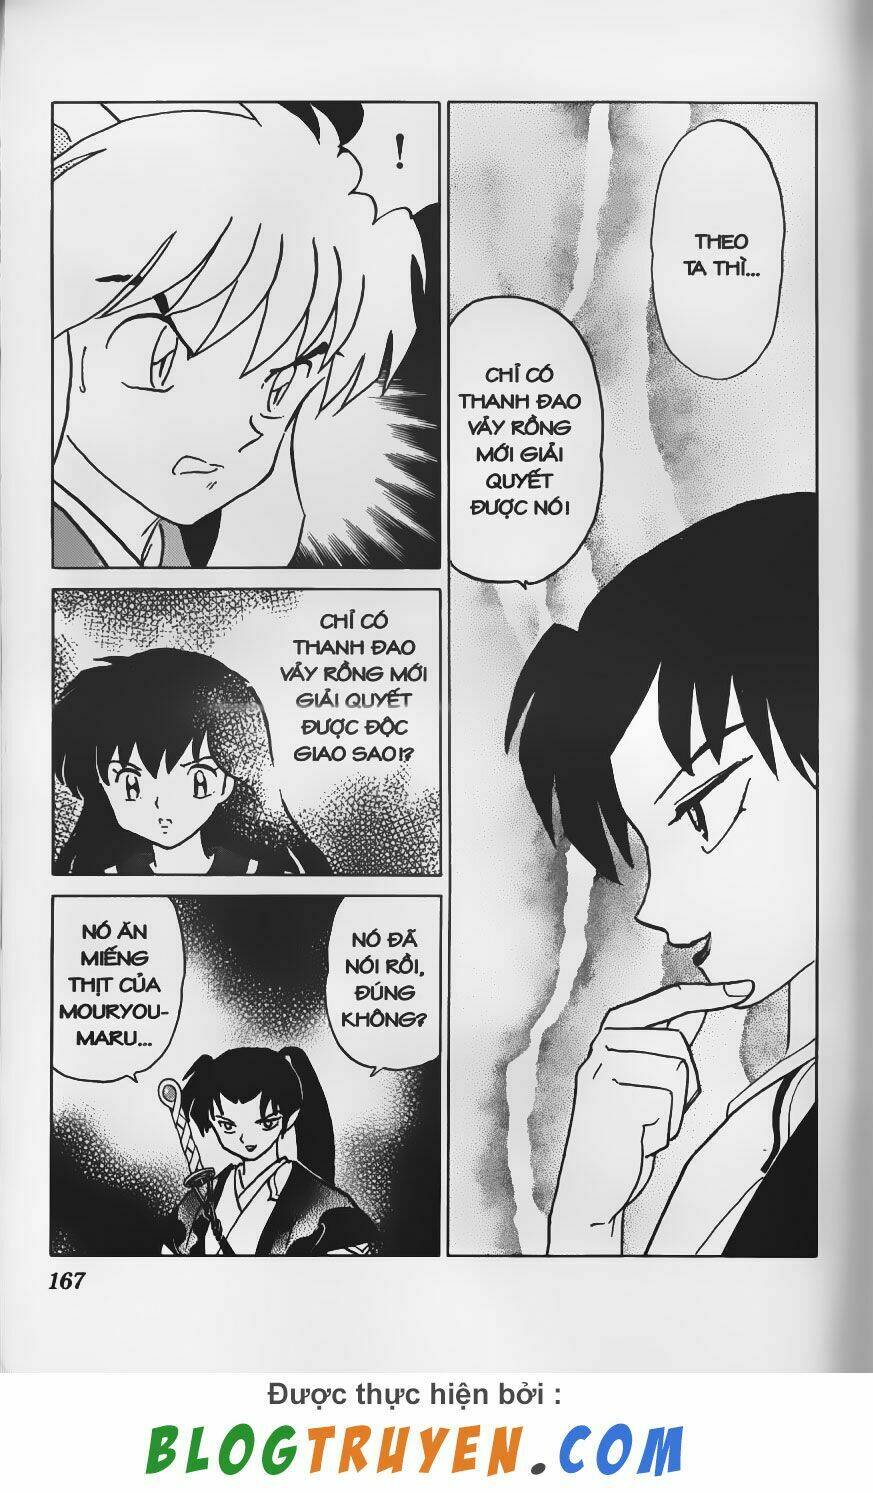 THEO
TA THÌ...
CHỈ CÓ
THANH ĐAO
VẢY RỒNG
MỚI GIẢI
QUYẾT
ĐƯỢC NÓ!
!
CHỈ CÓ
THANH ĐAO
VẢY RỒNG MỚI
GIẢI QUYẾT
ĐƯỢC ĐỘC
GIAO SAO!?
NÓ ĐÃ
NÓI RỒI,
ĐÚNG
KHÔNG?
NÓ ĂN
MIẾNG
THỊT CỦA
MOURYOU-
MARU...
167
Được thực hiện bởi :
BLOGTRUYEN.COM